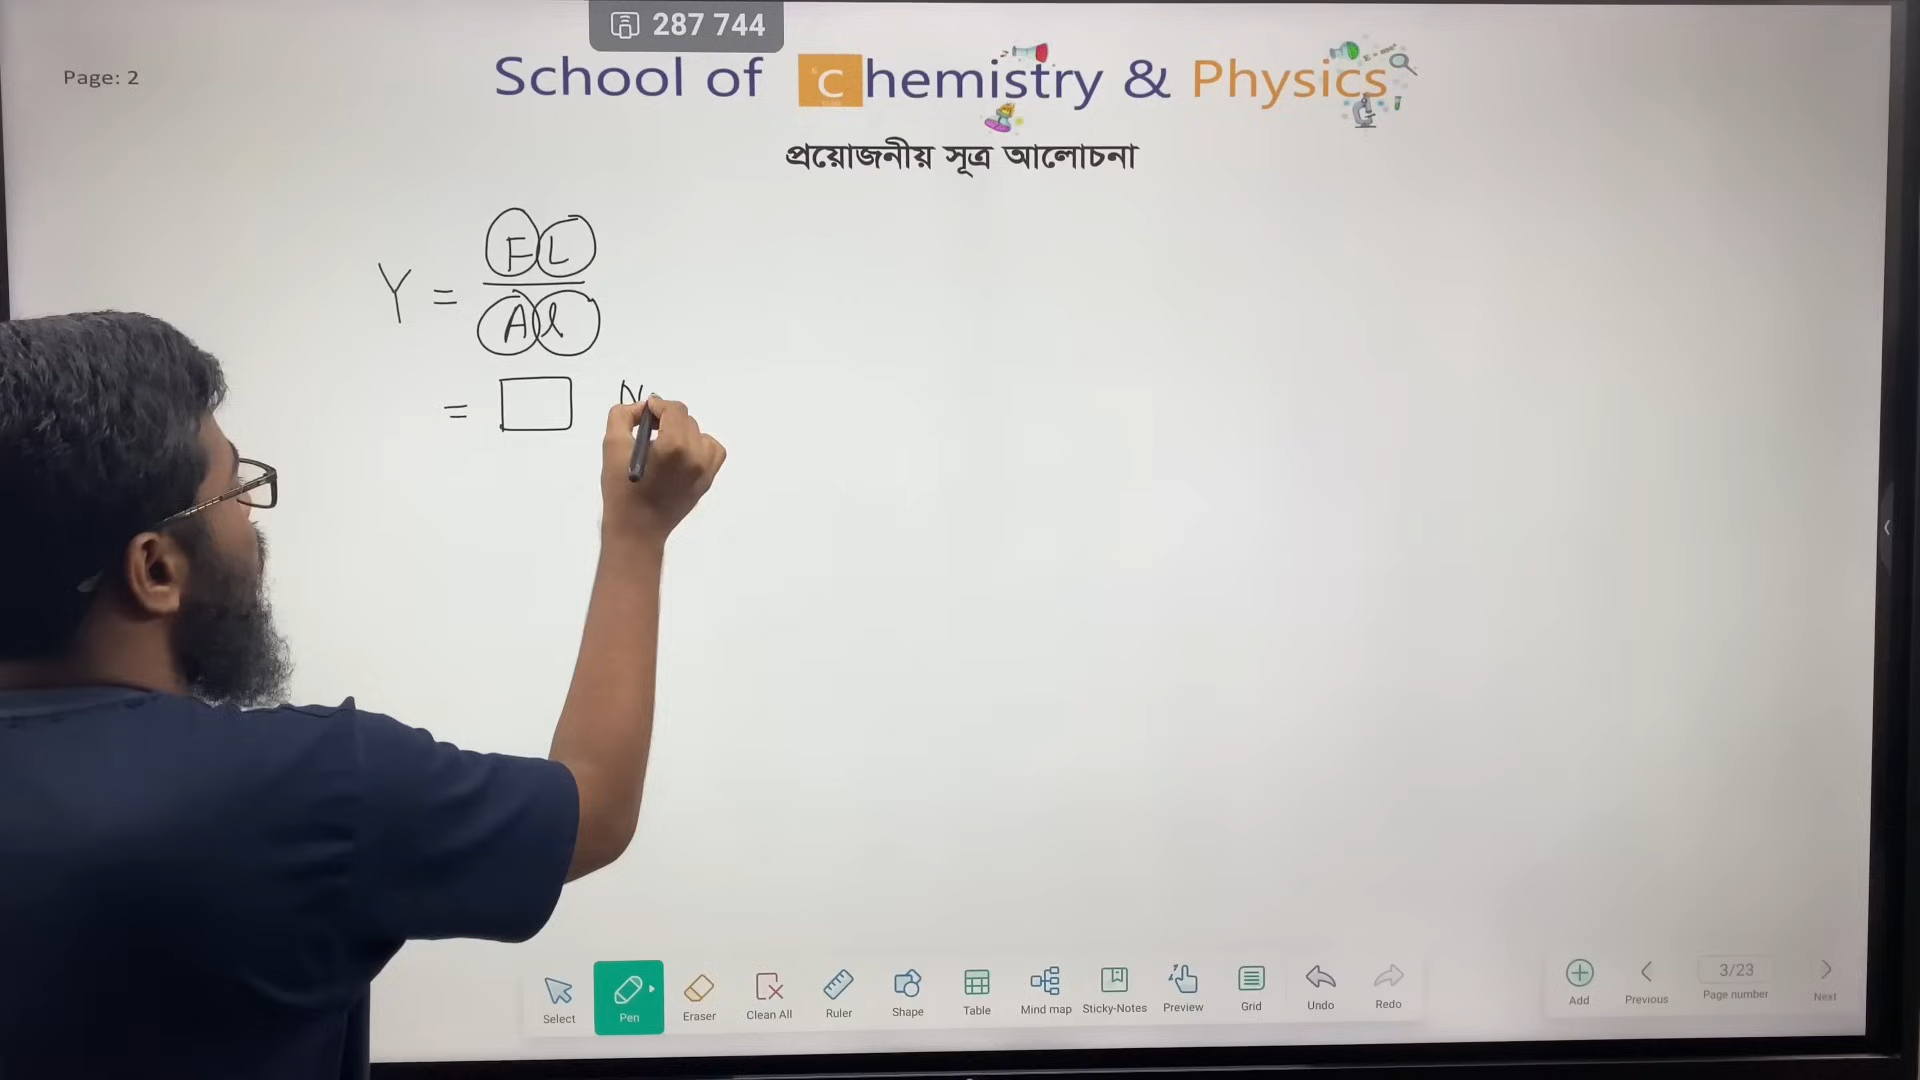 287 744
Page: 2
School of Chemistry & Physics
প্রয়োজনীয় সূত্র আলোচনা
Y = FL / Al
= □ N
Select
Pen
Eraser
Clean All
Ruler
Shape
Table
Mind map
Sticky-Notes
Preview
Grid
Undo
Redo
Add
Previous
3/23
Page number
Next